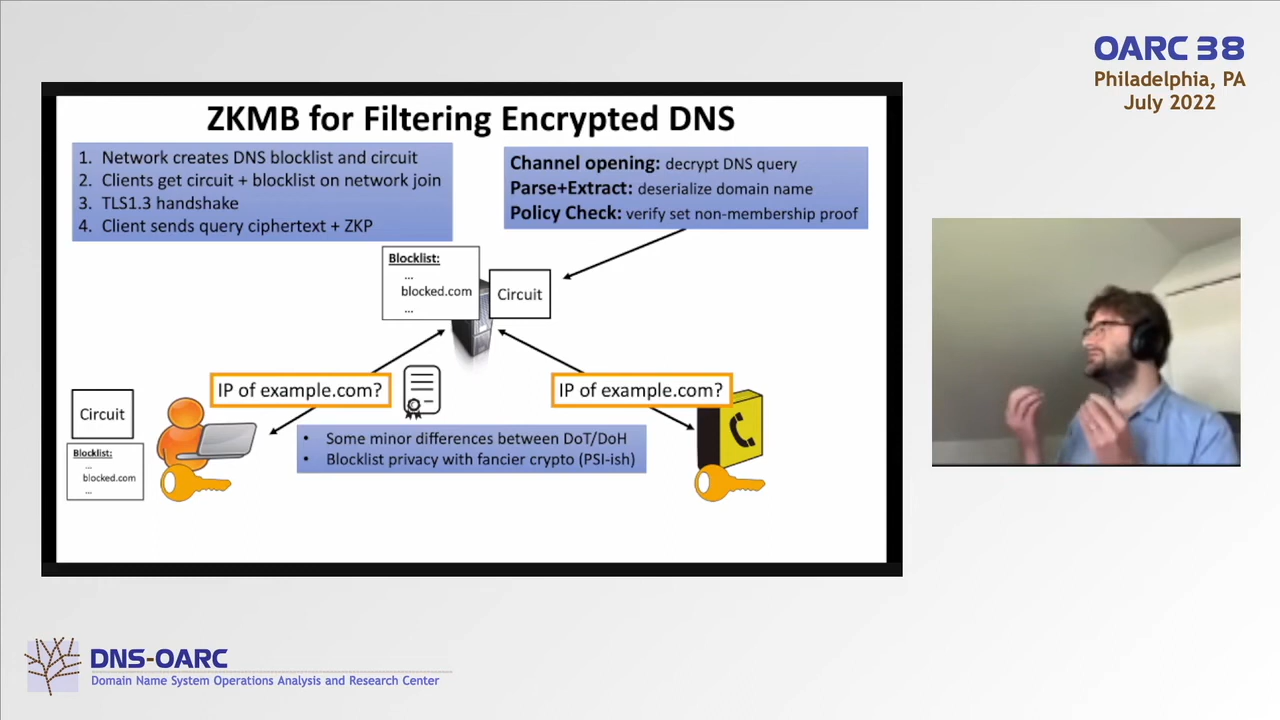 OARC 38
Philadelphia, PA
July 2022
ZKMB for Filtering Encrypted DNS
1. Network creates DNS blocklist and circuit
2. Clients get circuit + blocklist on network join
3. TLS1.3 handshake
4. Client sends query ciphertext + ZKP
Channel opening: decrypt DNS query
Parse+Extract: deserialize domain name
Policy Check: verify set non-membership proof
Blocklist:
...
blocked.com
...
Circuit
IP of example.com?
IP of example.com?
Circuit
Blocklist:
...
blocked.com
...
• Some minor differences between DoT/DoH
• Blocklist privacy with fancier crypto (PSI-ish)
DNS-OARC
Domain Name System Operations Analysis and Research Center